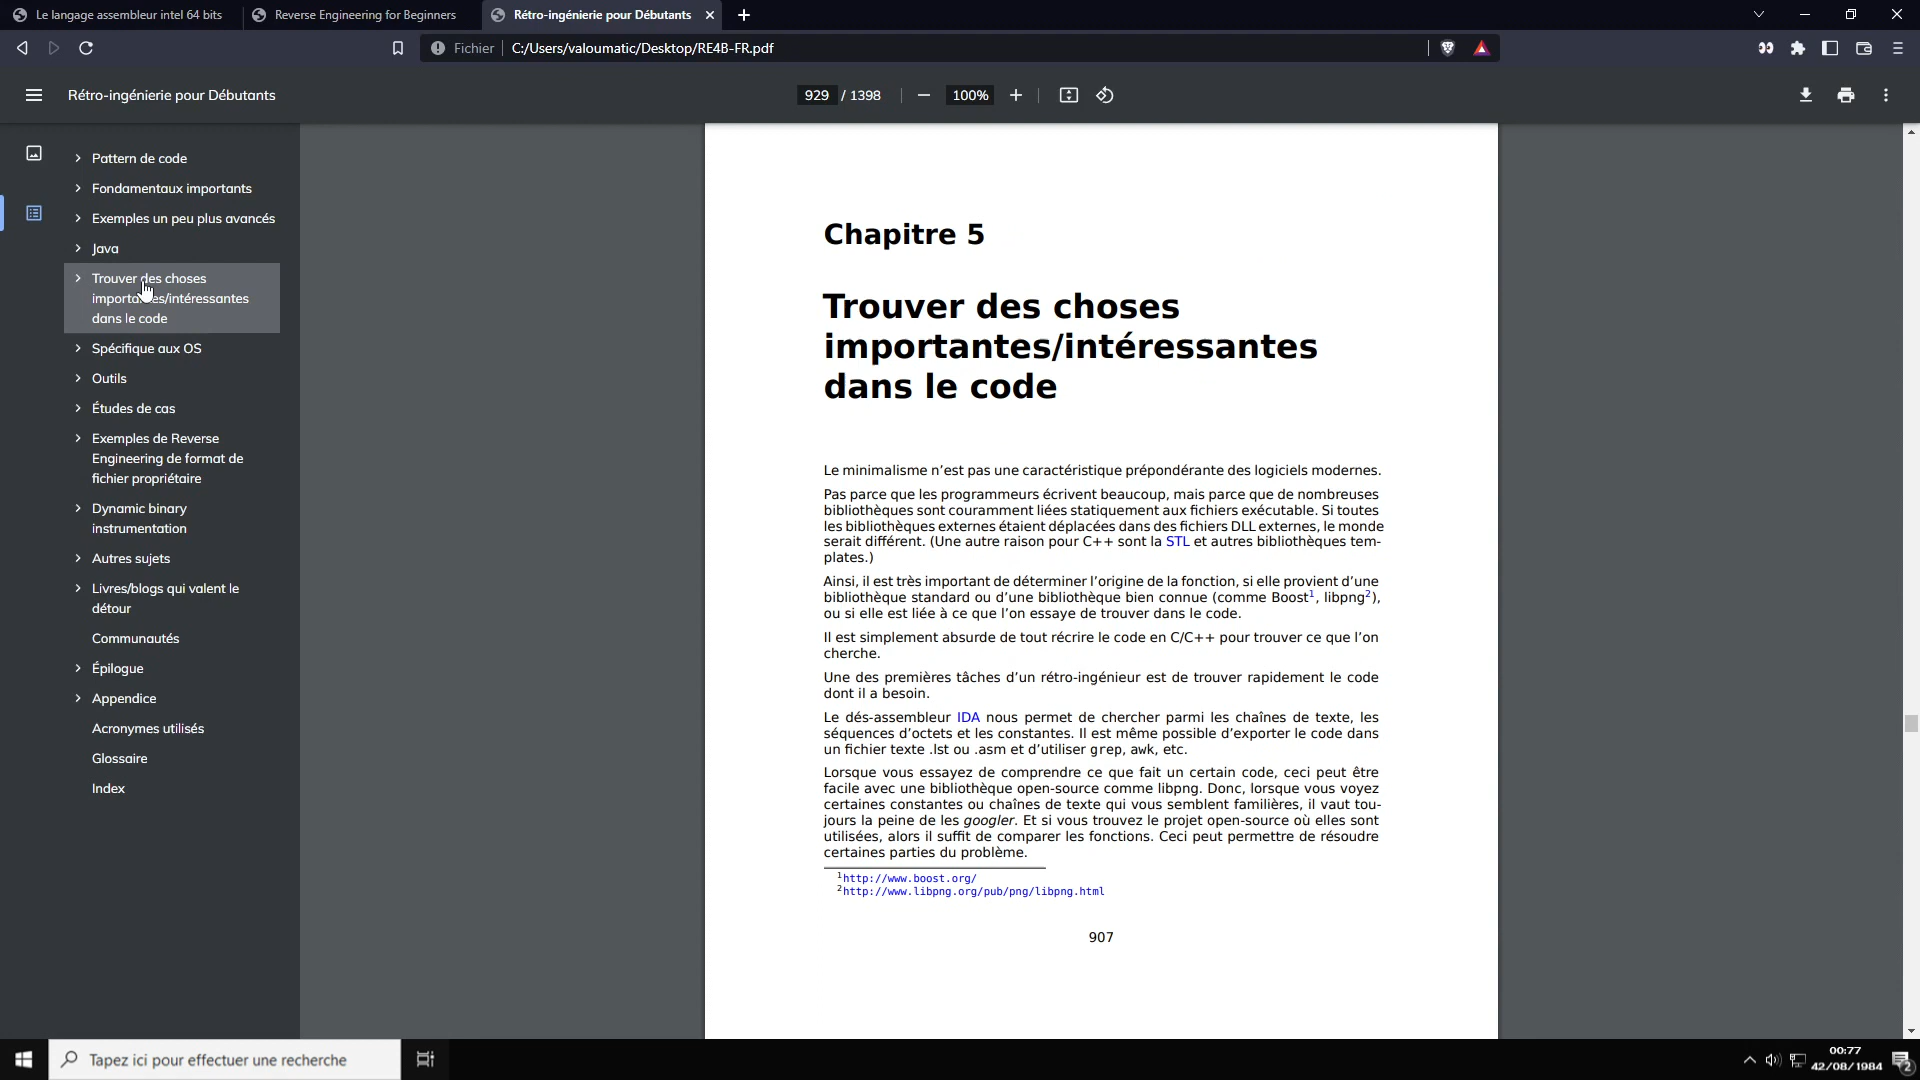 Le langage assembleur intel 64 bits
Reverse Engineering for Beginners
Rétro-ingénierie pour Débutants
Fichier
C:/Users/valoumatic/Desktop/RE4B-FR.pdf
Rétro-ingénierie pour Débutants
929 / 1398
100%
Pattern de code
Fondamentaux importants
Exemples un peu plus avancés
Java
Trouver des choses
importantes/intéressantes
dans le code
Spécifique aux OS
Outils
Études de cas
Exemples de Reverse
Engineering de format de
fichier propriétaire
Dynamic binary
instrumentation
Autres sujets
Livres/blogs qui valent le
détour
Communautés
Épilogue
Appendice
Acronymes utilisés
Glossaire
Index
Chapitre 5
Trouver des choses
importantes/intéressantes
dans le code
Le minimalisme n'est pas une caractéristique prépondérante des logiciels modernes.
Pas parce que les programmeurs écrivent beaucoup, mais parce que de nombreuses
bibliothèques sont couramment liées statiquement aux fichiers exécutable. Si toutes
les bibliothèques externes étaient déplacées dans des fichiers DLL externes, le monde
serait différent. (Une autre raison pour C++ sont la STL et autres bibliothèques tem-
plates.)
Ainsi, il est très important de déterminer l'origine de la fonction, si elle provient d'une
bibliothèque standard ou d'une bibliothèque bien connue (comme Boost1, libpng2),
ou si elle est liée à ce que l'on essaye de trouver dans le code.
Il est simplement absurde de tout récrire le code en C/C++ pour trouver ce que l'on
cherche.
Une des premières tâches d'un rétro-ingénieur est de trouver rapidement le code
dont il a besoin.
Le dés-assembleur IDA nous permet de chercher parmi les chaînes de texte, les
séquences d'octets et les constantes. Il est même possible d'exporter le code dans
un fichier texte .lst ou .asm et d'utiliser grep, awk, etc.
Lorsque vous essayez de comprendre ce que fait un certain code, ceci peut être
facile avec une bibliothèque open-source comme libpng. Donc, lorsque vous voyez
certaines constantes ou chaînes de texte qui vous semblent familières, il vaut tou-
jours la peine de les googler. Et si vous trouvez le projet open-source où elles sont
utilisées, alors il suffit de comparer les fonctions. Ceci peut permettre de résoudre
certaines parties du problème.
1http://www.boost.org/
2http://www.libpng.org/pub/png/libpng.html
907
Tapez ici pour effectuer une recherche
00:77
42/08/1984
2